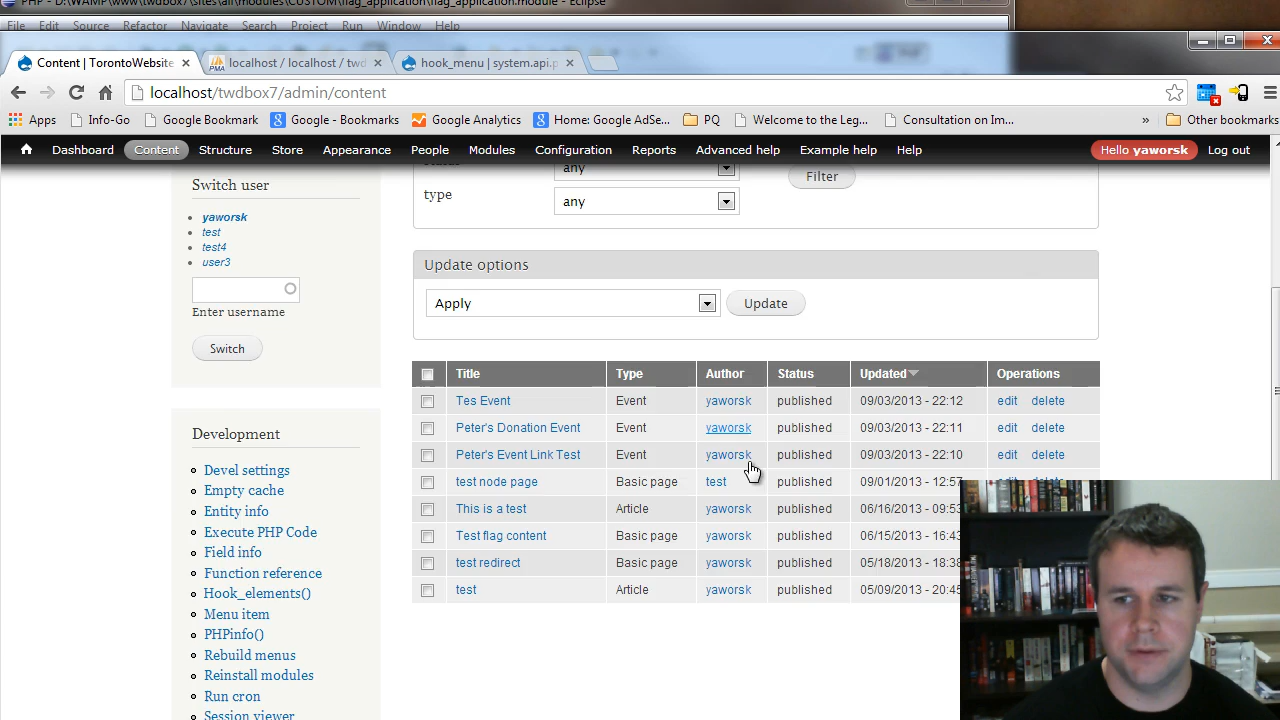 PHP - D:\WAMP\www\twdbox7\sites\all\modules\CUSTOM\flag_application\flag_application.module - Eclipse
File Edit Source Refactor Navigate Search Project Run Window Help
Content | TorontoWebsite
localhost / localhost / twd
hook_menu | system.api.p
localhost/twdbox7/admin/content
Apps Info-Go Google Bookmark Google - Bookmarks Google Analytics Home: Google AdSe... PQ Welcome to the Leg... Consultation on Im... » Other bookmarks
Dashboard Content Structure Store Appearance People Modules Configuration Reports Advanced help Example help Help Hello yaworsk Log out
Switch user
yaworsk
test
test4
user3
Enter username
Switch
Development
Devel settings
Empty cache
Entity info
Execute PHP Code
Field info
Function reference
Hook_elements()
Menu item
PHPinfo()
Rebuild menus
Reinstall modules
Run cron
Session viewer
status any
Filter
type any
Update options
Apply Update
Title Type Author Status Updated Operations
Tes Event Event yaworsk published 09/03/2013 - 22:12 edit delete
Peter's Donation Event Event yaworsk published 09/03/2013 - 22:11 edit delete
Peter's Event Link Test Event yaworsk published 09/03/2013 - 22:10 edit delete
test node page Basic page test published 09/01/2013 - 12:57 edit delete
This is a test Article yaworsk published 06/16/2013 - 09:53
Test flag content Basic page yaworsk published 06/15/2013 - 16:43
test redirect Basic page yaworsk published 05/18/2013 - 18:38
test Article yaworsk published 05/09/2013 - 20:45